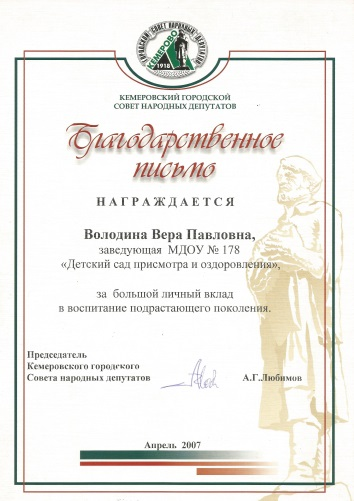 ГОРОДСКОЙ СОВЕТ НАРОДНЫХ ДЕПУТАТОВ
КЕМЕРОВО
1918
КЕМЕРОВСКИЙ ГОРОДСКОЙ
СОВЕТ НАРОДНЫХ ДЕПУТАТОВ
Благодарственное
письмо
НАГРАЖДАЕТСЯ
Володина Вера Павловна,
заведующая МДОУ № 178
«Детский сад присмотра и оздоровления»,
за большой личный вклад
в воспитание подрастающего поколения.
Председатель
Кемеровского городского
Совета народных депутатов
А.Г.Любимов
Апрель 2007